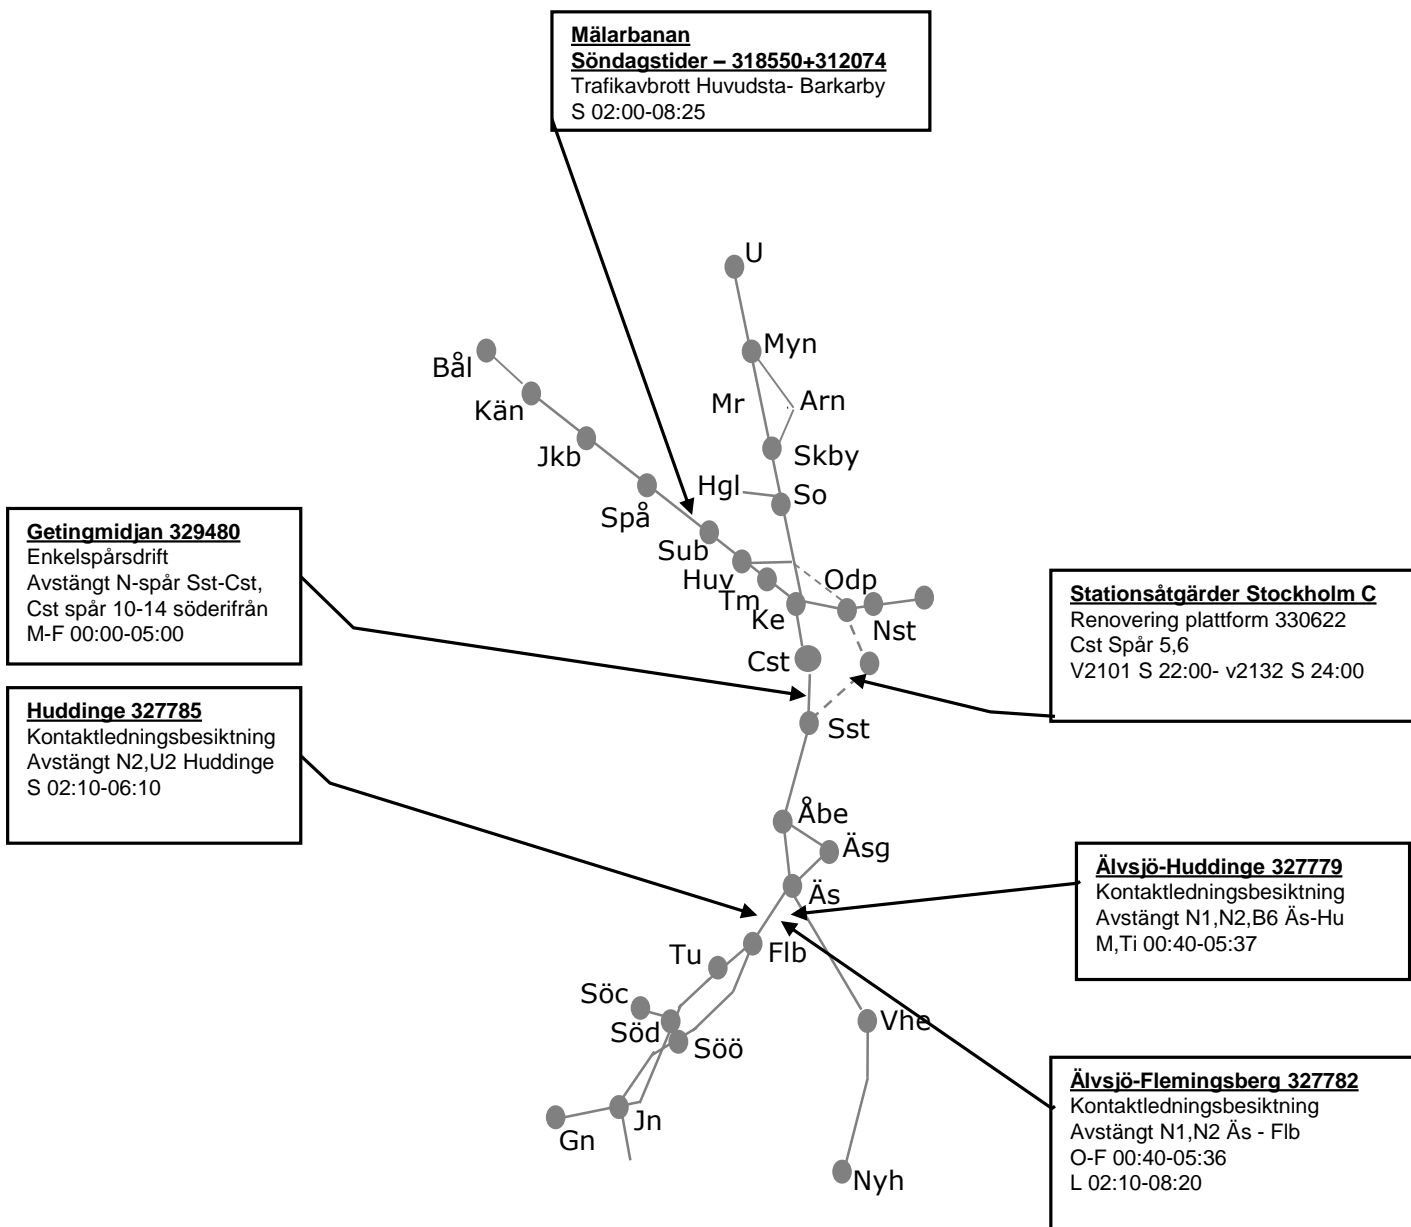 Mälarbanan
Söndagstider – 318550+312074
Trafikavbrott Huvudsta- Barkarby
S 02:00-08:25
U
Myn
Bål
Mr
Arn
Kän
Jkb
Skby
Hgl
So
Spå
Getingmidjan 329480
Enkelspårsdrift
Avstängt N-spår Sst-Cst,
Cst spår 10-14 söderifrån
M-F 00:00-05:00
Sub
Huv
Odp
Tm
Ke
Nst
Stationsåtgärder Stockholm C
Renovering plattform 330622
Cst Spår 5,6
V2101 S 22:00- v2132 S 24:00
Cst
Huddinge 327785
Kontaktledningsbesiktning
Avstängt N2,U2 Huddinge
S 02:10-06:10
Sst
Åbe
Äsg
Äs
Älvsjö-Huddinge 327779
Kontaktledningsbesiktning
Avstängt N1,N2,B6 Äs-Hu
M,Ti 00:40-05:37
Tu
Flb
Söc
Söd
Söö
Vhe
Älvsjö-Flemingsberg 327782
Kontaktledningsbesiktning
Avstängt N1,N2 Äs - Flb
O-F 00:40-05:36
L 02:10-08:20
Jn
Gn
Nyh